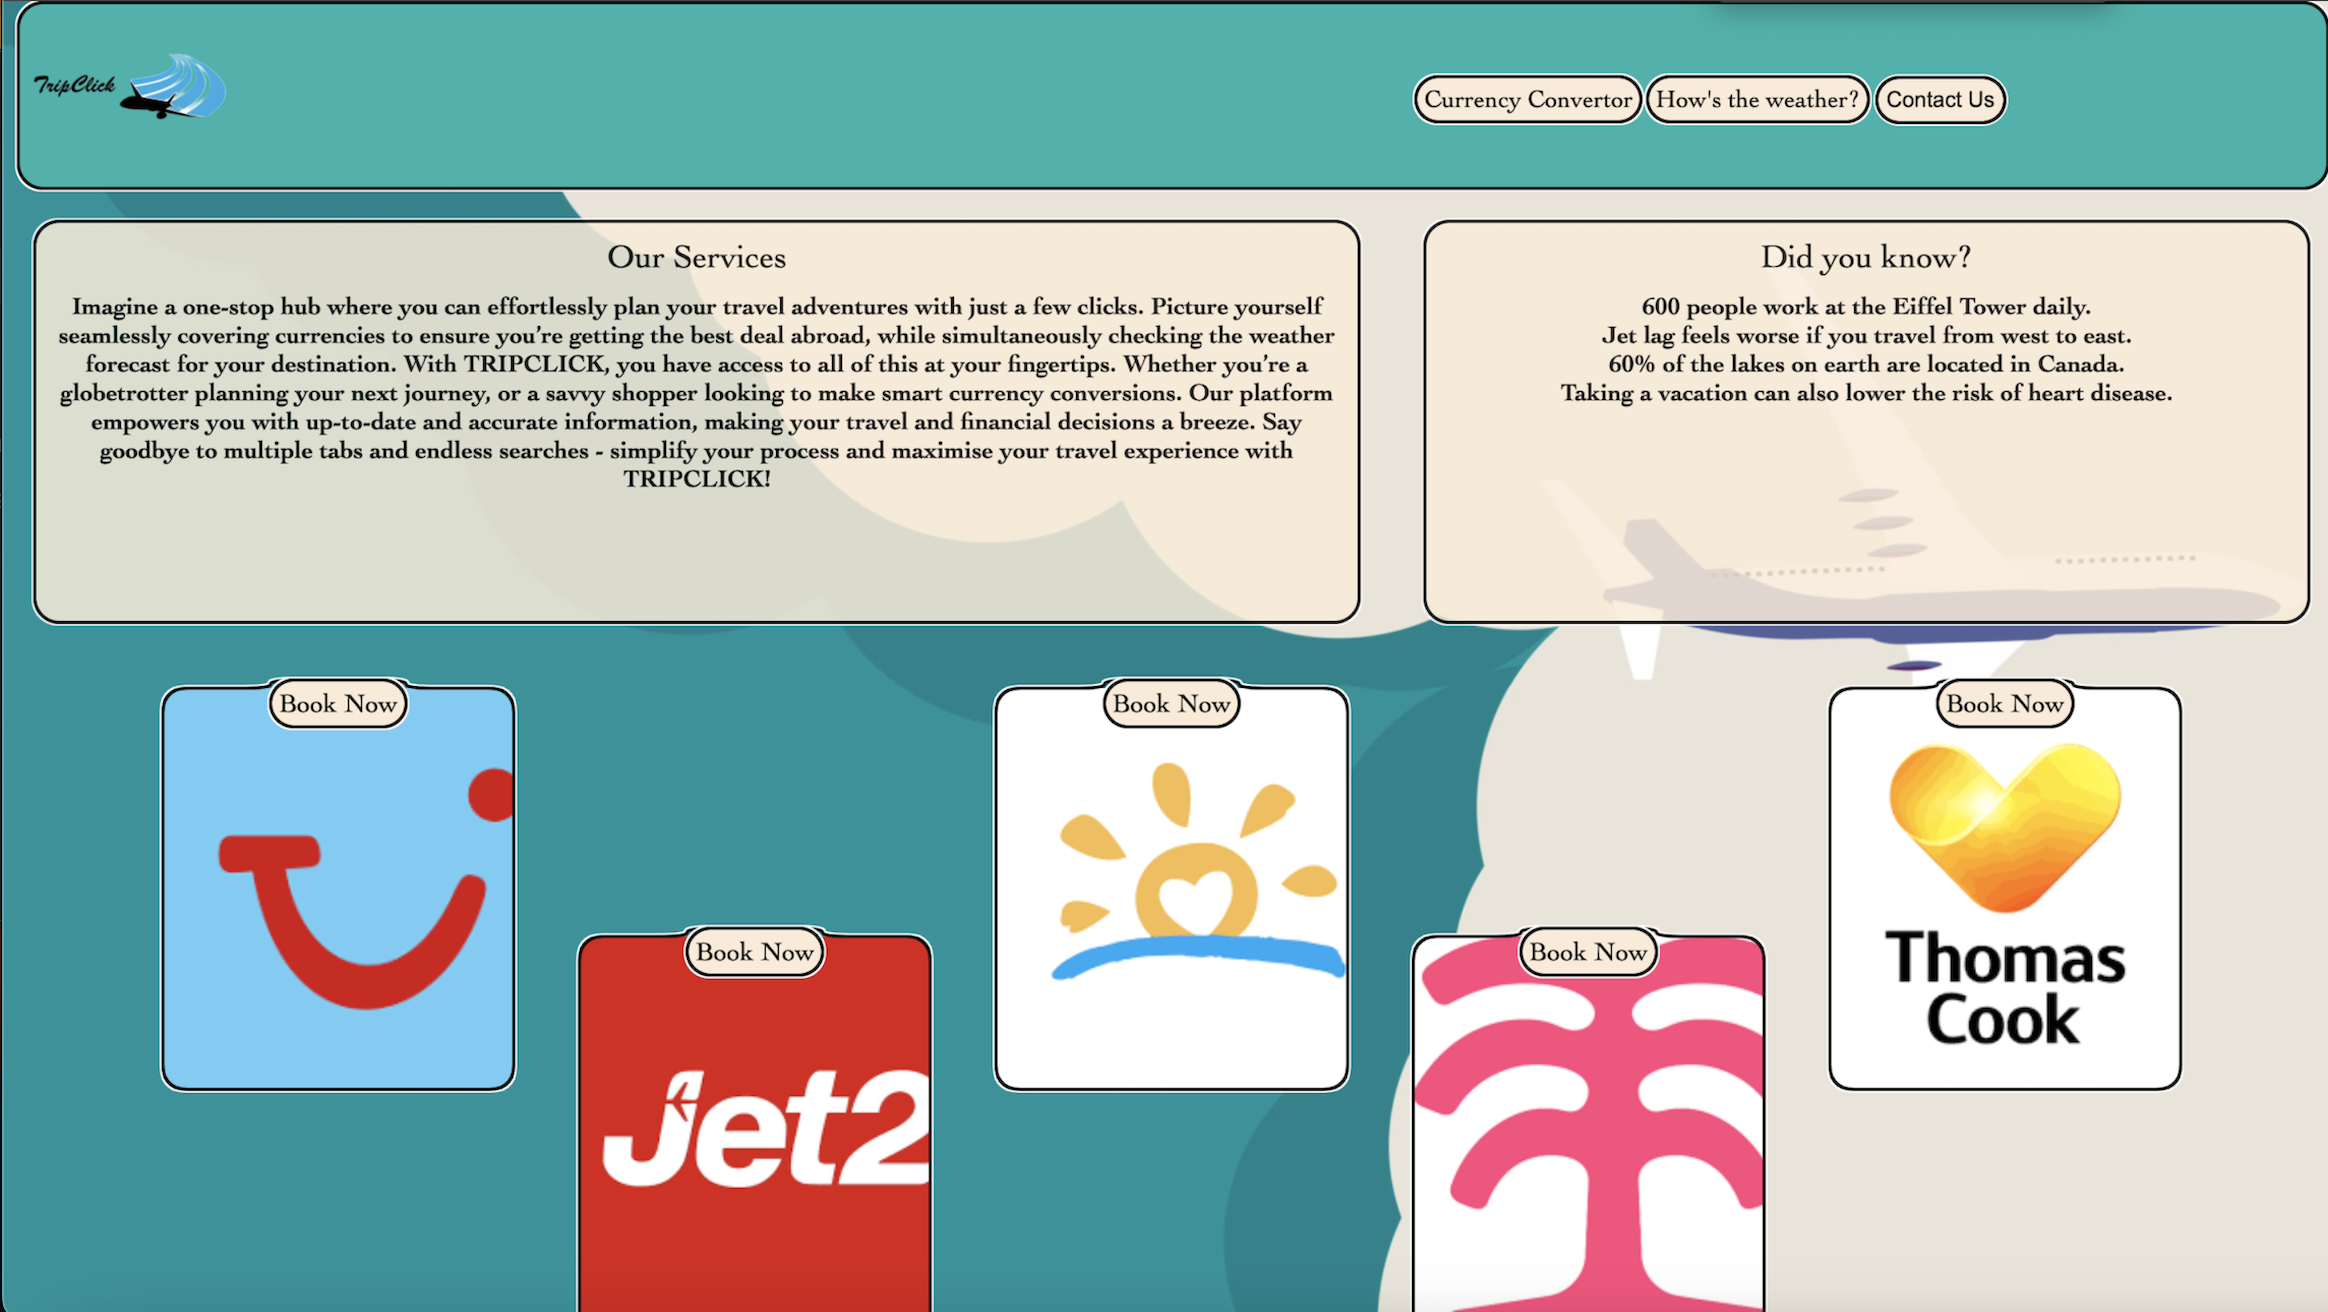 TripClick
Currency Convertor
How's the weather?
Contact Us
Our Services
Imagine a one-stop hub where you can effortlessly plan your travel adventures with just a few clicks. Picture yourself
seamlessly covering currencies to ensure you're getting the best deal abroad, while simultaneously checking the weather
forecast for your destination. With TRIPCLICK, you have access to all of this at your fingertips. Whether you're a
globetrotter planning your next journey, or a savvy shopper looking to make smart currency conversions. Our platform
empowers you with up-to-date and accurate information, making your travel and financial decisions a breeze. Say
goodbye to multiple tabs and endless searches - simplify your process and maximise your travel experience with
TRIPCLICK!
Did you know?
600 people work at the Eiffel Tower daily.
Jet lag feels worse if you travel from west to east.
60% of the lakes on earth are located in Canada.
Taking a vacation can also lower the risk of heart disease.
Book Now
Book Now
Book Now
Thomas
Cook
Book Now
Jet2
Book Now